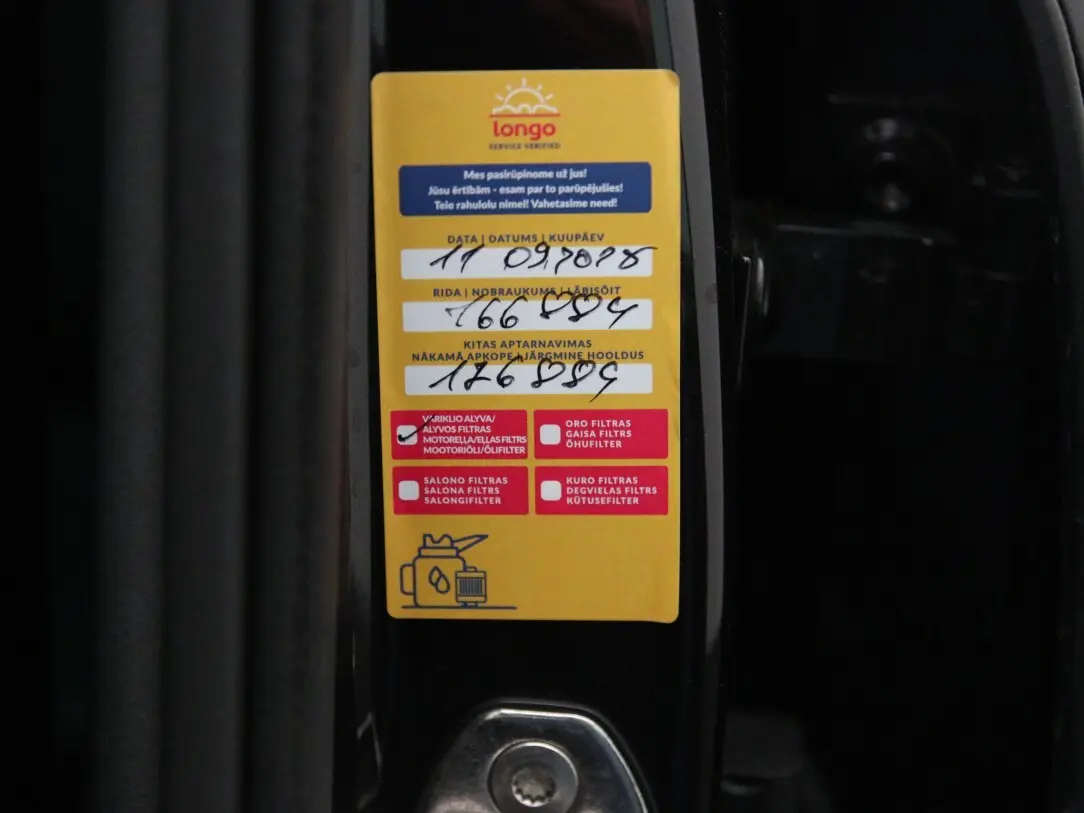 longo
SERVICE VERIFIED
Mes pasirūpinome už jus!
Jūsu ērtībām - esam par to parūpējušies!
Teie rahulolu nimel! Vahetasime need!
DATA | DATUMS | KUUPÄEV
11 09
RIDA | NOBRAUKUMS | LÄBISÕIT
166 884
KITAS APTARNAVIMAS
NĀKAMĀ APKOPE | JÄRGMINE HOOLDUS
176 884
VARIKLIO ALYVA/
ALYVOS FILTRAS
MOTOREĻĻA/EĻĻAS FILTRS
MOOTORIÕLI/ÕLIFILTER
ORO FILTRAS
GAISA FILTRS
ÕHUFILTER
SALONO FILTRAS
SALONA FILTRS
SALONGIFILTER
KURO FILTRAS
DEGVIELAS FILTRS
KÜTUSEFILTER